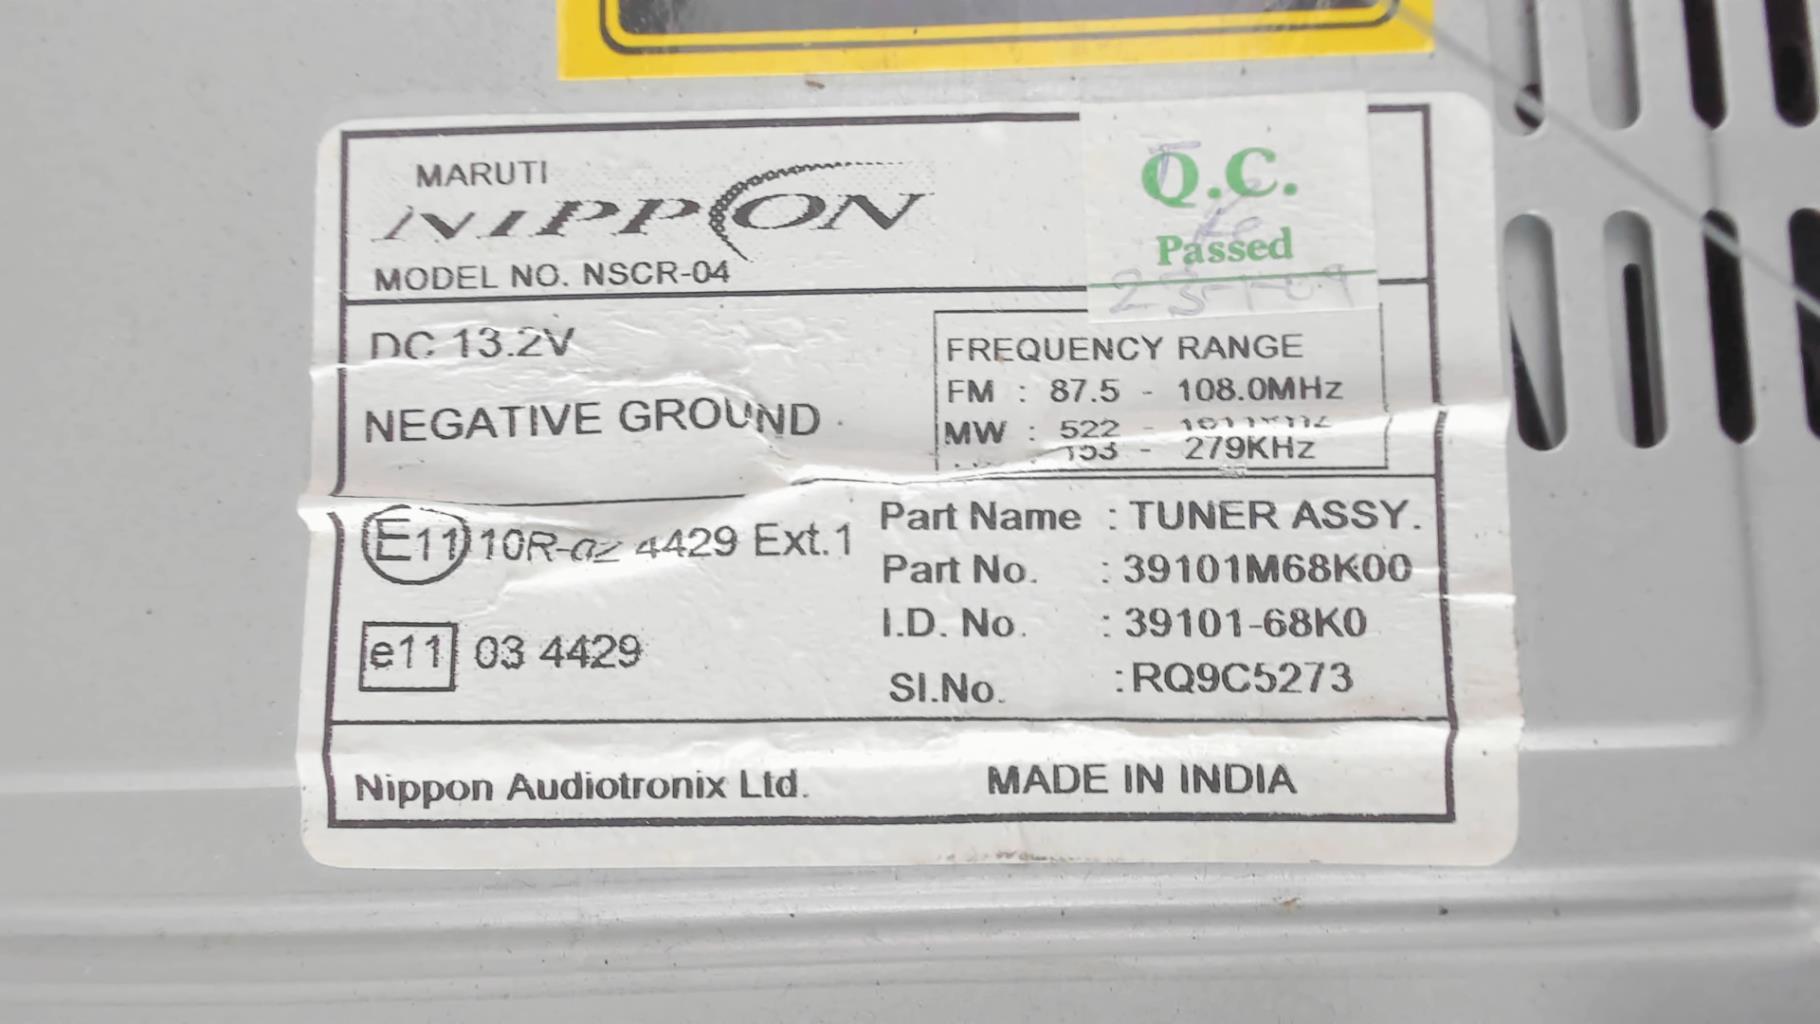 MARUTI
NIPPON
MODEL NO. NSCR-04
Q.C.
Passed
DC 13.2V
NEGATIVE GROUND
FREQUENCY RANGE
FM : 87.5 - 108.0MHz
MW : 522 -
153 - 279KHz
E11 10R-02 4429 Ext.1
e11 03 4429
Part Name : TUNER ASSY.
Part No. : 39101M68K00
I.D. No. : 39101-68K0
Sl.No. : RQ9C5273
Nippon Audiotronix Ltd.
MADE IN INDIA